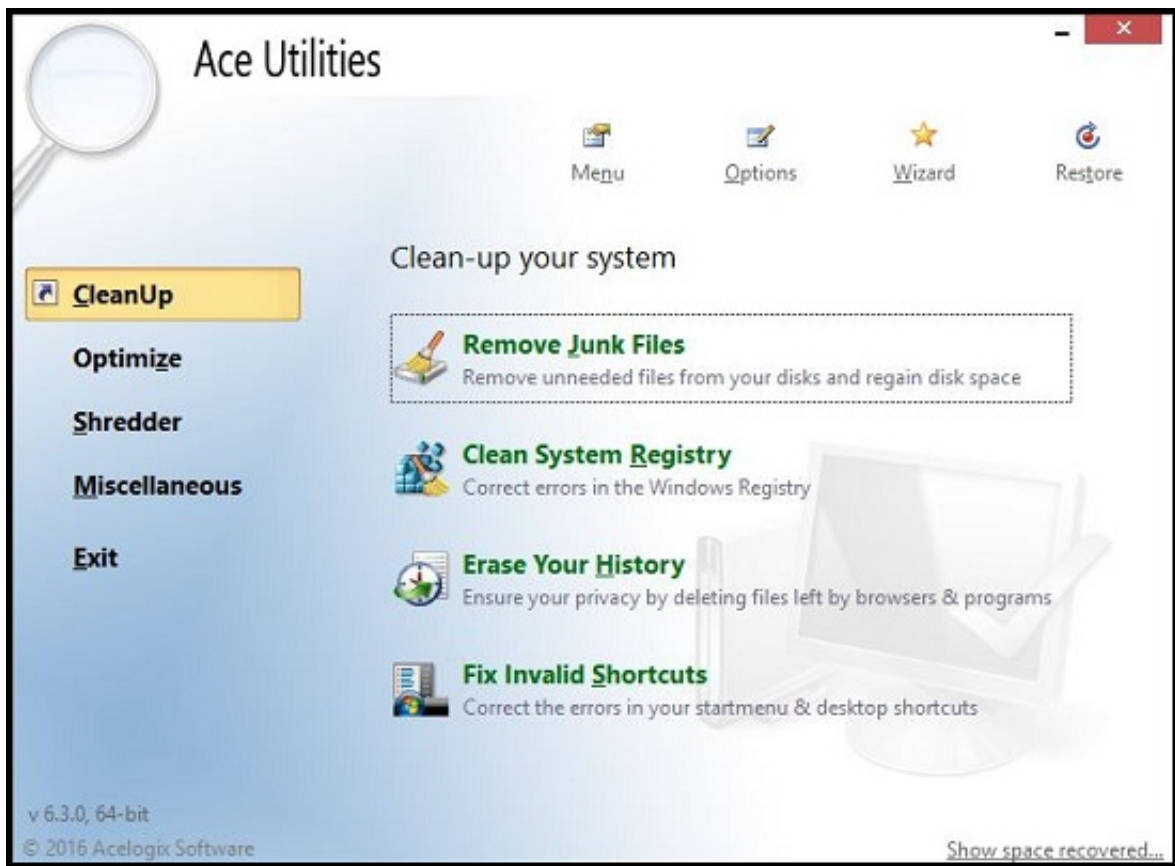 Ace Utilities
Menu Options Wizard Restore
Clean-up your system
CleanUp
Optimize
Shredder
Miscellaneous
Exit
Remove Junk Files
Remove unneeded files from your disks and regain disk space
Clean System Registry
Correct errors in the Windows Registry
Erase Your History
Ensure your privacy by deleting files left by browsers & programs
Fix Invalid Shortcuts
Correct the errors in your startmenu & desktop shortcuts
v 6.3.0, 64-bit
© 2016 Acelogix Software
Show space recovered...